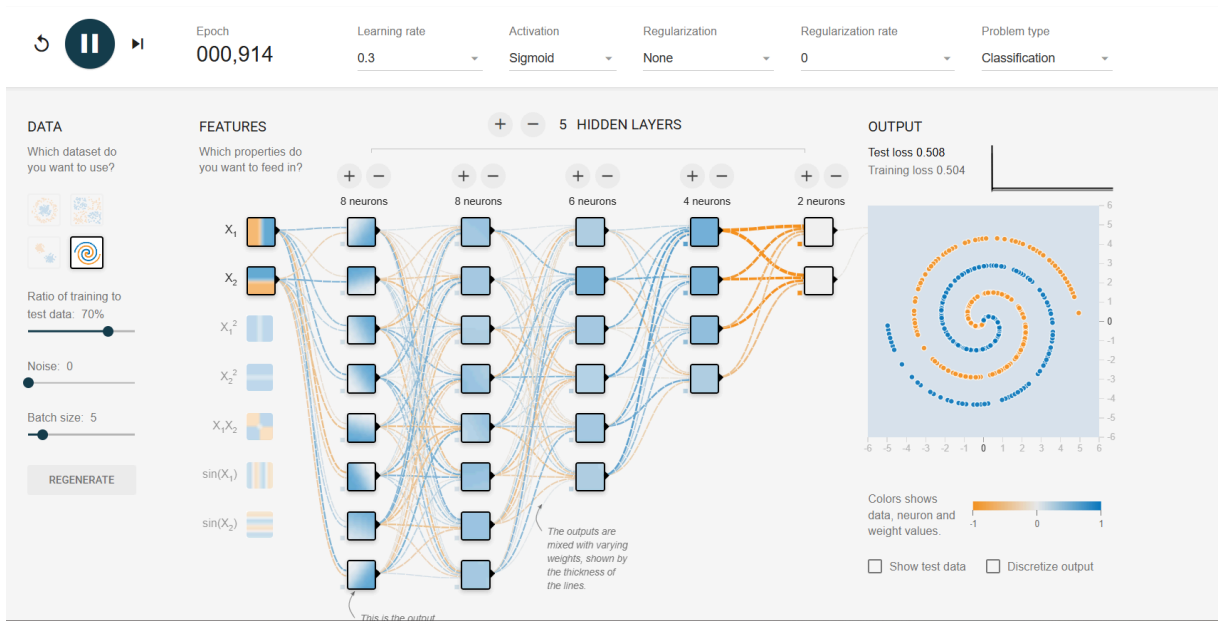 Epoch
000,914
Learning rate
0.3
Activation
Sigmoid
Regularization
None
Regularization rate
0
Problem type
Classification
DATA
Which dataset do
you want to use?
Ratio of training to
test data: 70%
Noise: 0
Batch size: 5
REGENERATE
FEATURES
Which properties do
you want to feed in?
X₁
X₂
X₁²
X₂²
X₁X₂
sin(X₁)
sin(X₂)
+ − 5 HIDDEN LAYERS
+ −
8 neurons
+ −
8 neurons
+ −
6 neurons
+ −
4 neurons
+ −
2 neurons
The outputs are
mixed with varying
weights, shown by
the thickness of
the lines.
This is the output
OUTPUT
Test loss 0.508
Training loss 0.504
6
5
4
3
2
1
0
-1
-2
-3
-4
-5
-6
-6 -5 -4 -3 -2 -1 0 1 2 3 4 5 6
Colors shows
data, neuron and
weight values.
-1 0 1
Show test data
Discretize output